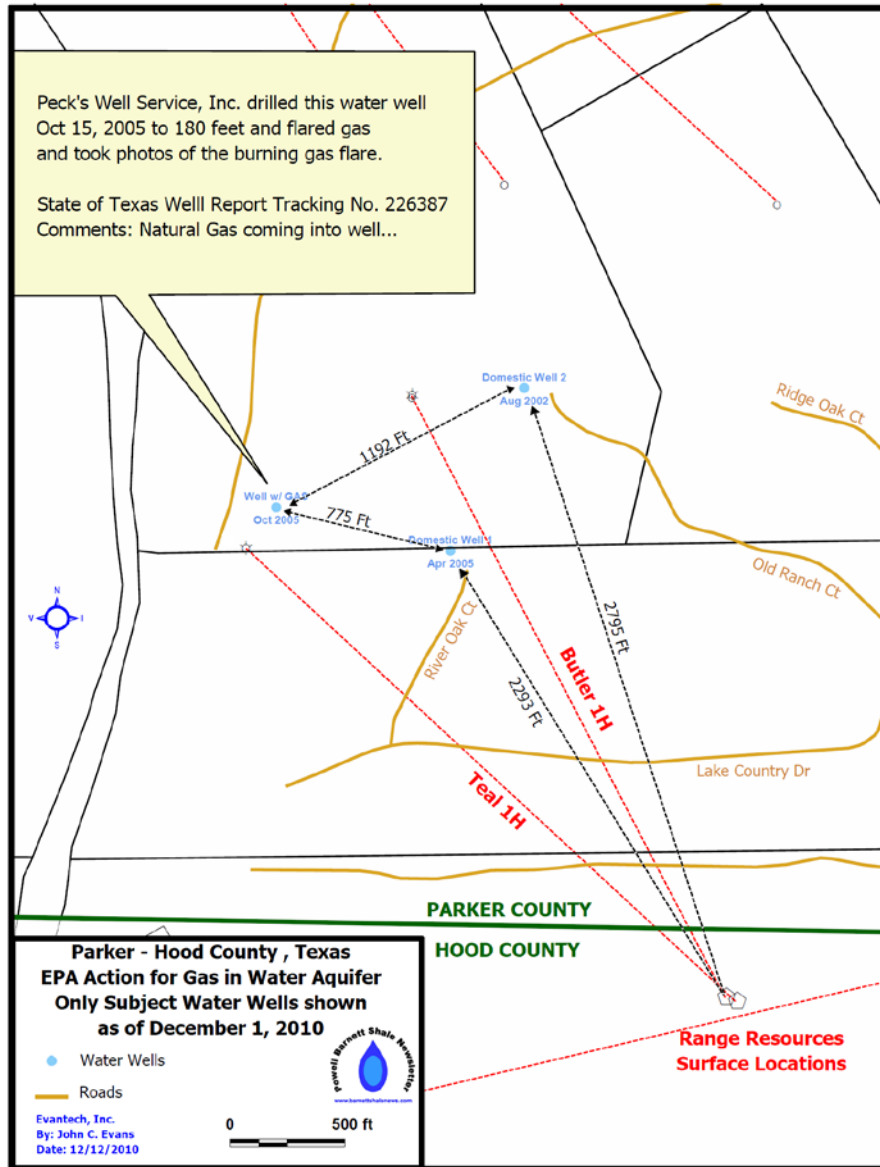 Peck's Well Service, Inc. drilled this water well
Oct 15, 2005 to 180 feet and flared gas
and took photos of the burning gas flare.
State of Texas Welll Report Tracking No. 226387
Comments: Natural Gas coming into well...
Domestic Well 2
Aug 2002
Ridge Oak Ct
1192 Ft
Well w/ GAS
Oct 2005
775 Ft
Domestic Well 1
Apr 2005
Old Ranch Ct
N
V
I
S
River Oak Ct
2795 Ft
2293 Ft
Butler 1H
Teal 1H
Lake Country Dr
PARKER COUNTY
HOOD COUNTY
Range Resources
Surface Locations
Parker - Hood County , Texas
EPA Action for Gas in Water Aquifer
Only Subject Water Wells shown
as of December 1, 2010
Water Wells
Roads
Powell Barnett Shale Newsletter
www.barnettshalenews.com
Evantech, Inc.
By: John C. Evans
Date: 12/12/2010
0 500 ft